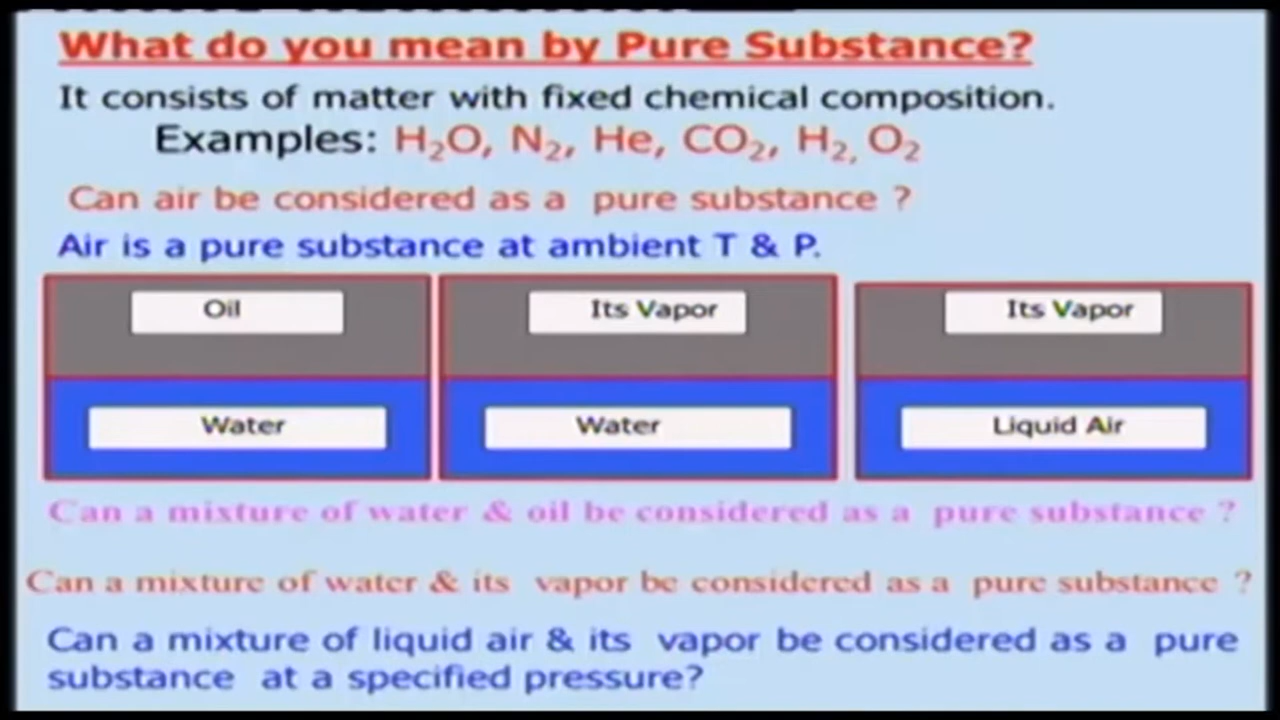 What do you mean by Pure Substance?
It consists of matter with fixed chemical composition.
Examples: H₂O, N₂, He, CO₂, H₂, O₂
Can air be considered as a pure substance ?
Air is a pure substance at ambient T & P.
Oil
Its Vapor
Its Vapor
Water
Water
Liquid Air
Can a mixture of water & oil be considered as a pure substance ?
Can a mixture of water & its vapor be considered as a pure substance ?
Can a mixture of liquid air & its vapor be considered as a pure
substance at a specified pressure?